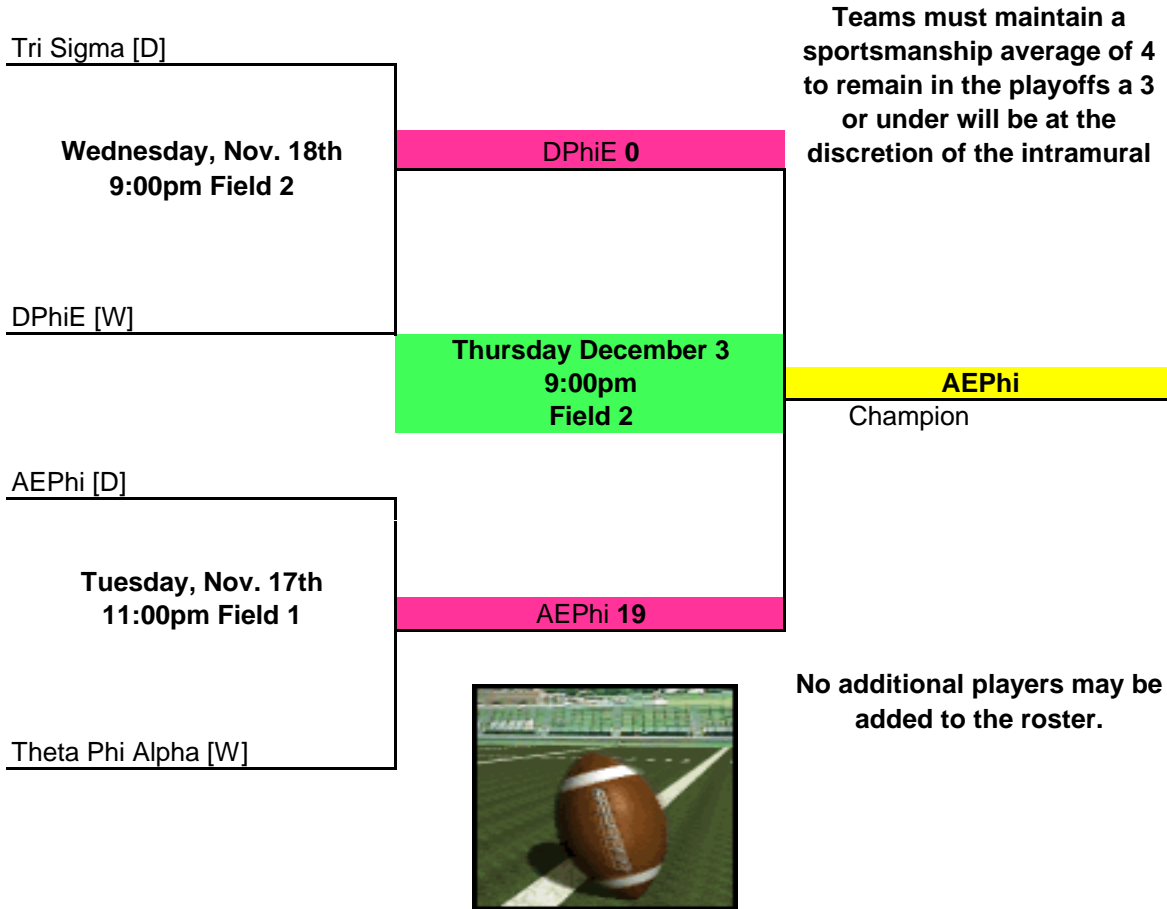 Teams must maintain a
sportsmanship average of 4
to remain in the playoffs a 3
or under will be at the
discretion of the intramural
Tri Sigma [D]
Wednesday, Nov. 18th
9:00pm Field 2
DPhiE 0
DPhiE [W]
Thursday December 3
9:00pm
Field 2
AEPhi
Champion
AEPhi [D]
Tuesday, Nov. 17th
11:00pm Field 1
AEPhi 19
Theta Phi Alpha [W]
No additional players may be
added to the roster.